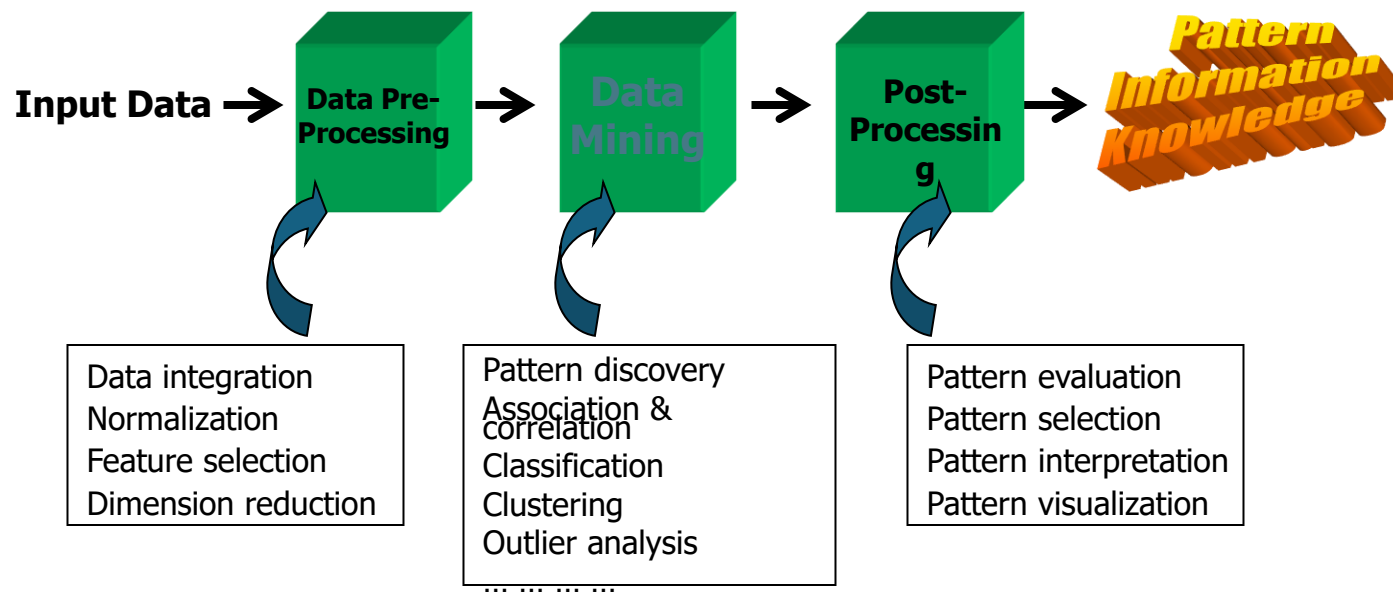 Input Data
Data Pre-
Processing
Data
Mining
Post-
Processin
g
Pattern
Information
Knowledge
Data integration
Normalization
Feature selection
Dimension reduction
Pattern discovery
Association &
correlation
Classification
Clustering
Outlier analysis
... ... ... ...
Pattern evaluation
Pattern selection
Pattern interpretation
Pattern visualization